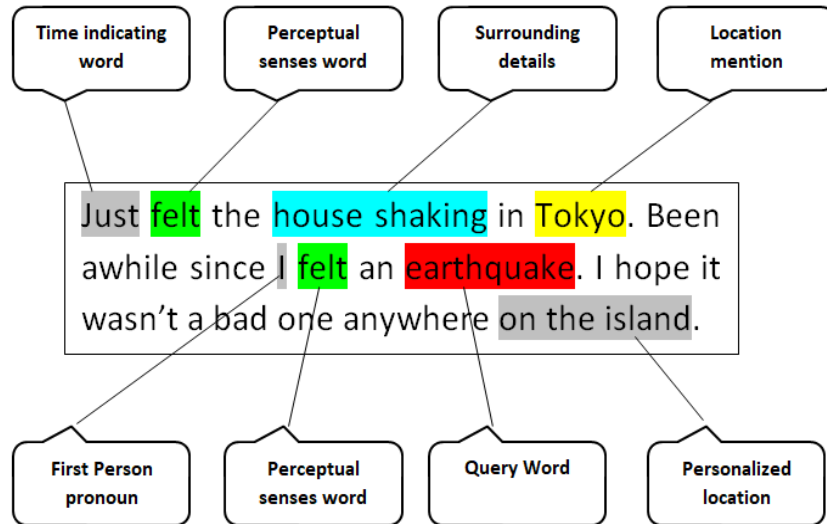 Time indicating
word
Perceptual
senses word
Surrounding
details
Location
mention
Just felt the house shaking in Tokyo. Been
awhile since I felt an earthquake. I hope it
wasn't a bad one anywhere on the island.
First Person
pronoun
Perceptual
senses word
Query Word
Personalized
location